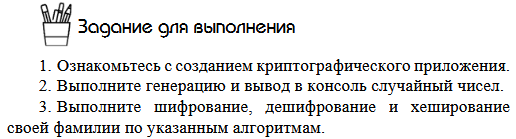 Задание для выполнения
1. Ознакомьтесь с созданием криптографического приложения.
2. Выполните генерацию и вывод в консоль случайный чисел.
3. Выполните шифрование, дешифрование и хеширование
своей фамилии по указанным алгоритмам.